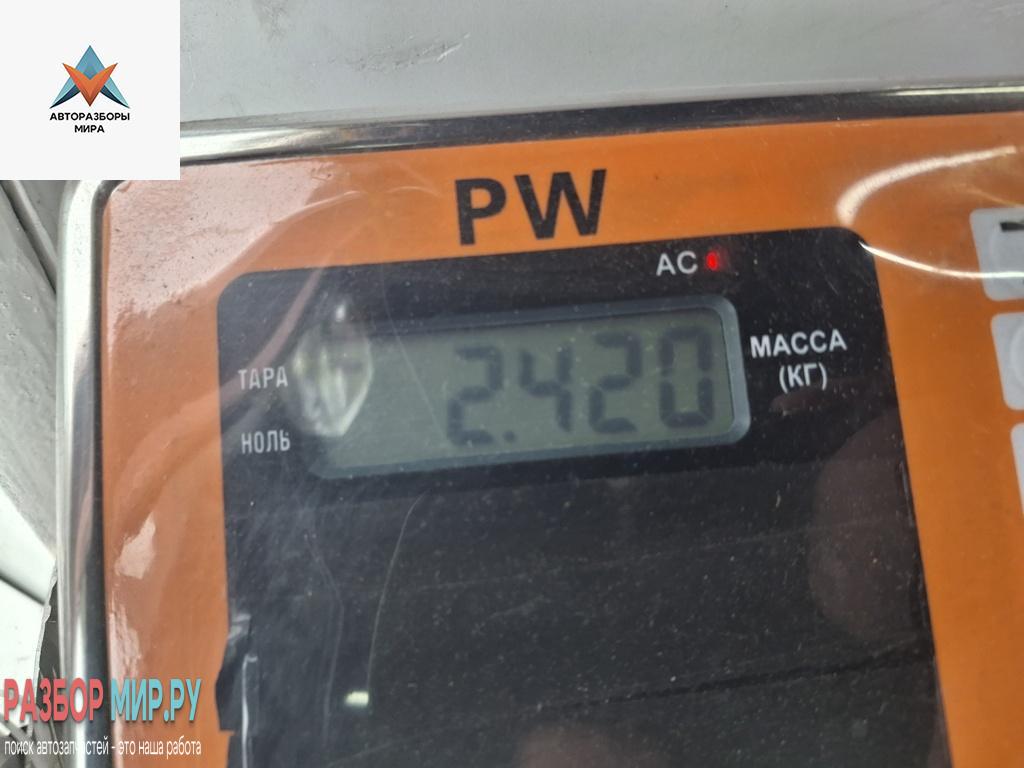 АВТОРАЗБОРЫ
МИРА
PW
AC
ТАРА
НОЛЬ
2.420
МАССА
(КГ)
РАЗБОР МИР.РУ
поиск автозапчастей - это наша работа